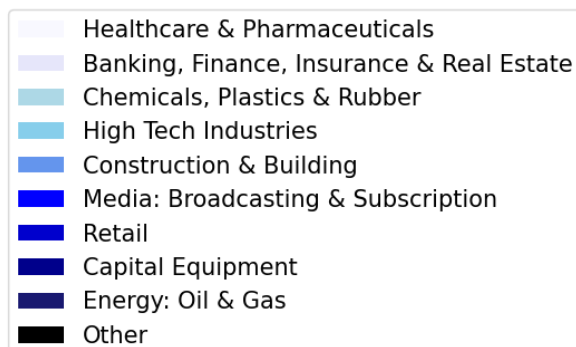 Healthcare & Pharmaceuticals
Banking, Finance, Insurance & Real Estate
Chemicals, Plastics & Rubber
High Tech Industries
Construction & Building
Media: Broadcasting & Subscription
Retail
Capital Equipment
Energy: Oil & Gas
Other